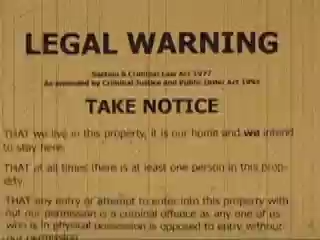 LEGAL WARNING
Section 6 Criminal Law Act 1977
As amended by Criminal Justice and Public Order Act 1994
TAKE NOTICE
THAT we live in this property, it is our home and we intend
to stay here.
THAT at all times there is at least one person in this prop-
erty.
THAT any entry or attempt to enter into this property with
out our permission is a criminal offence as any one of us
who is in physical possession is opposed to entry without
our permission.